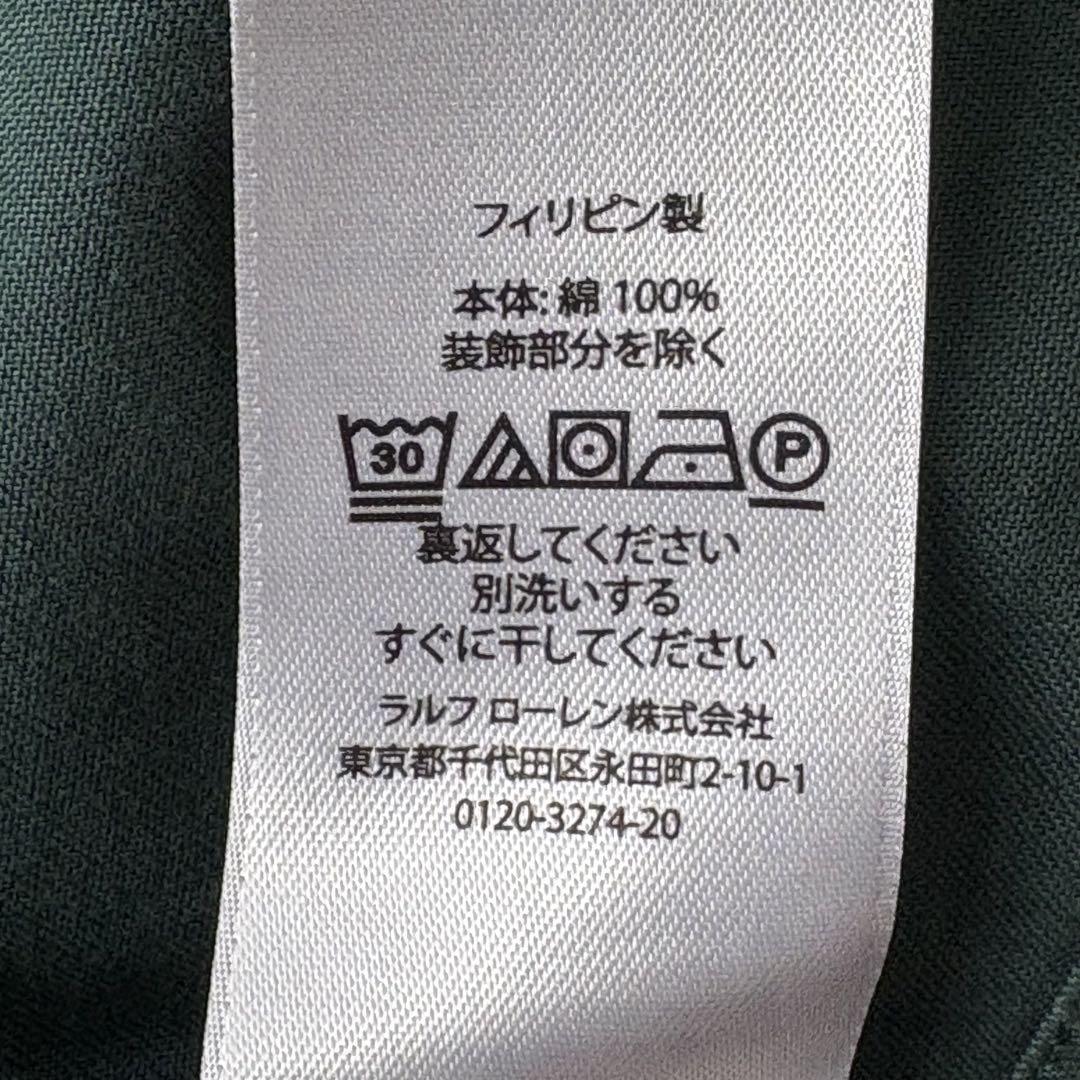 フィリピン製
本体: 綿 100%
装飾部分を除く
30 P
裏返してください
別洗いする
すぐに干してください
ラルフ ローレン株式会社
東京都千代田区永田町2-10-1
0120-3274-20